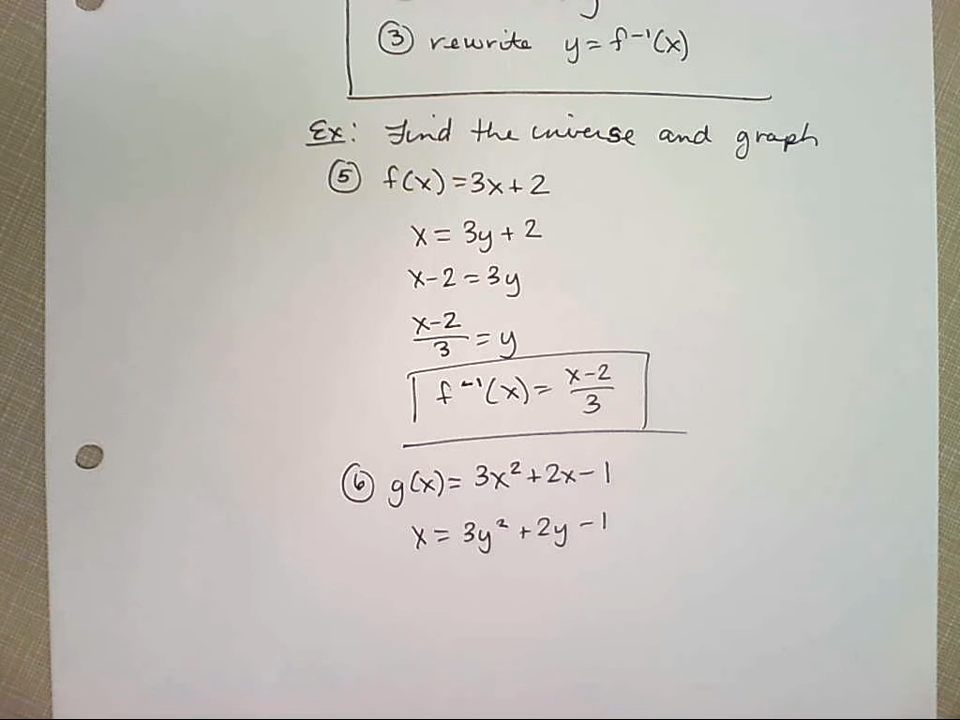 ③ rewrite y = f⁻¹(x)
Ex: Find the inverse and graph
⑤ f(x) = 3x + 2
x = 3y + 2
x - 2 = 3y
x-2/3 = y
f⁻¹(x) = x-2/3
⑥ g(x) = 3x² + 2x - 1
x = 3y² + 2y - 1